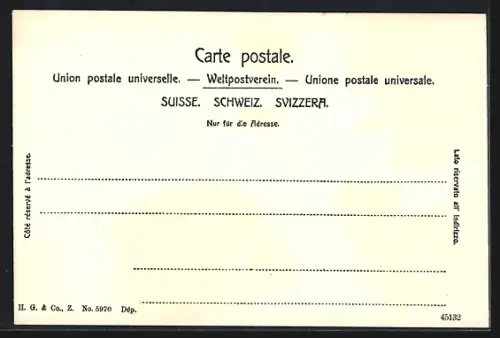 Carte postale.
Union postale universelle. — Weltpostverein. — Unione postale universale.
SUISSE. SCHWEIZ. SVIZZERA.
Nur für die Adresse.
Côté réservé à l'adresse.
Lato riservato all' indirizzo.
H. G. & Co., Z. No. 5970 Dép.
45132